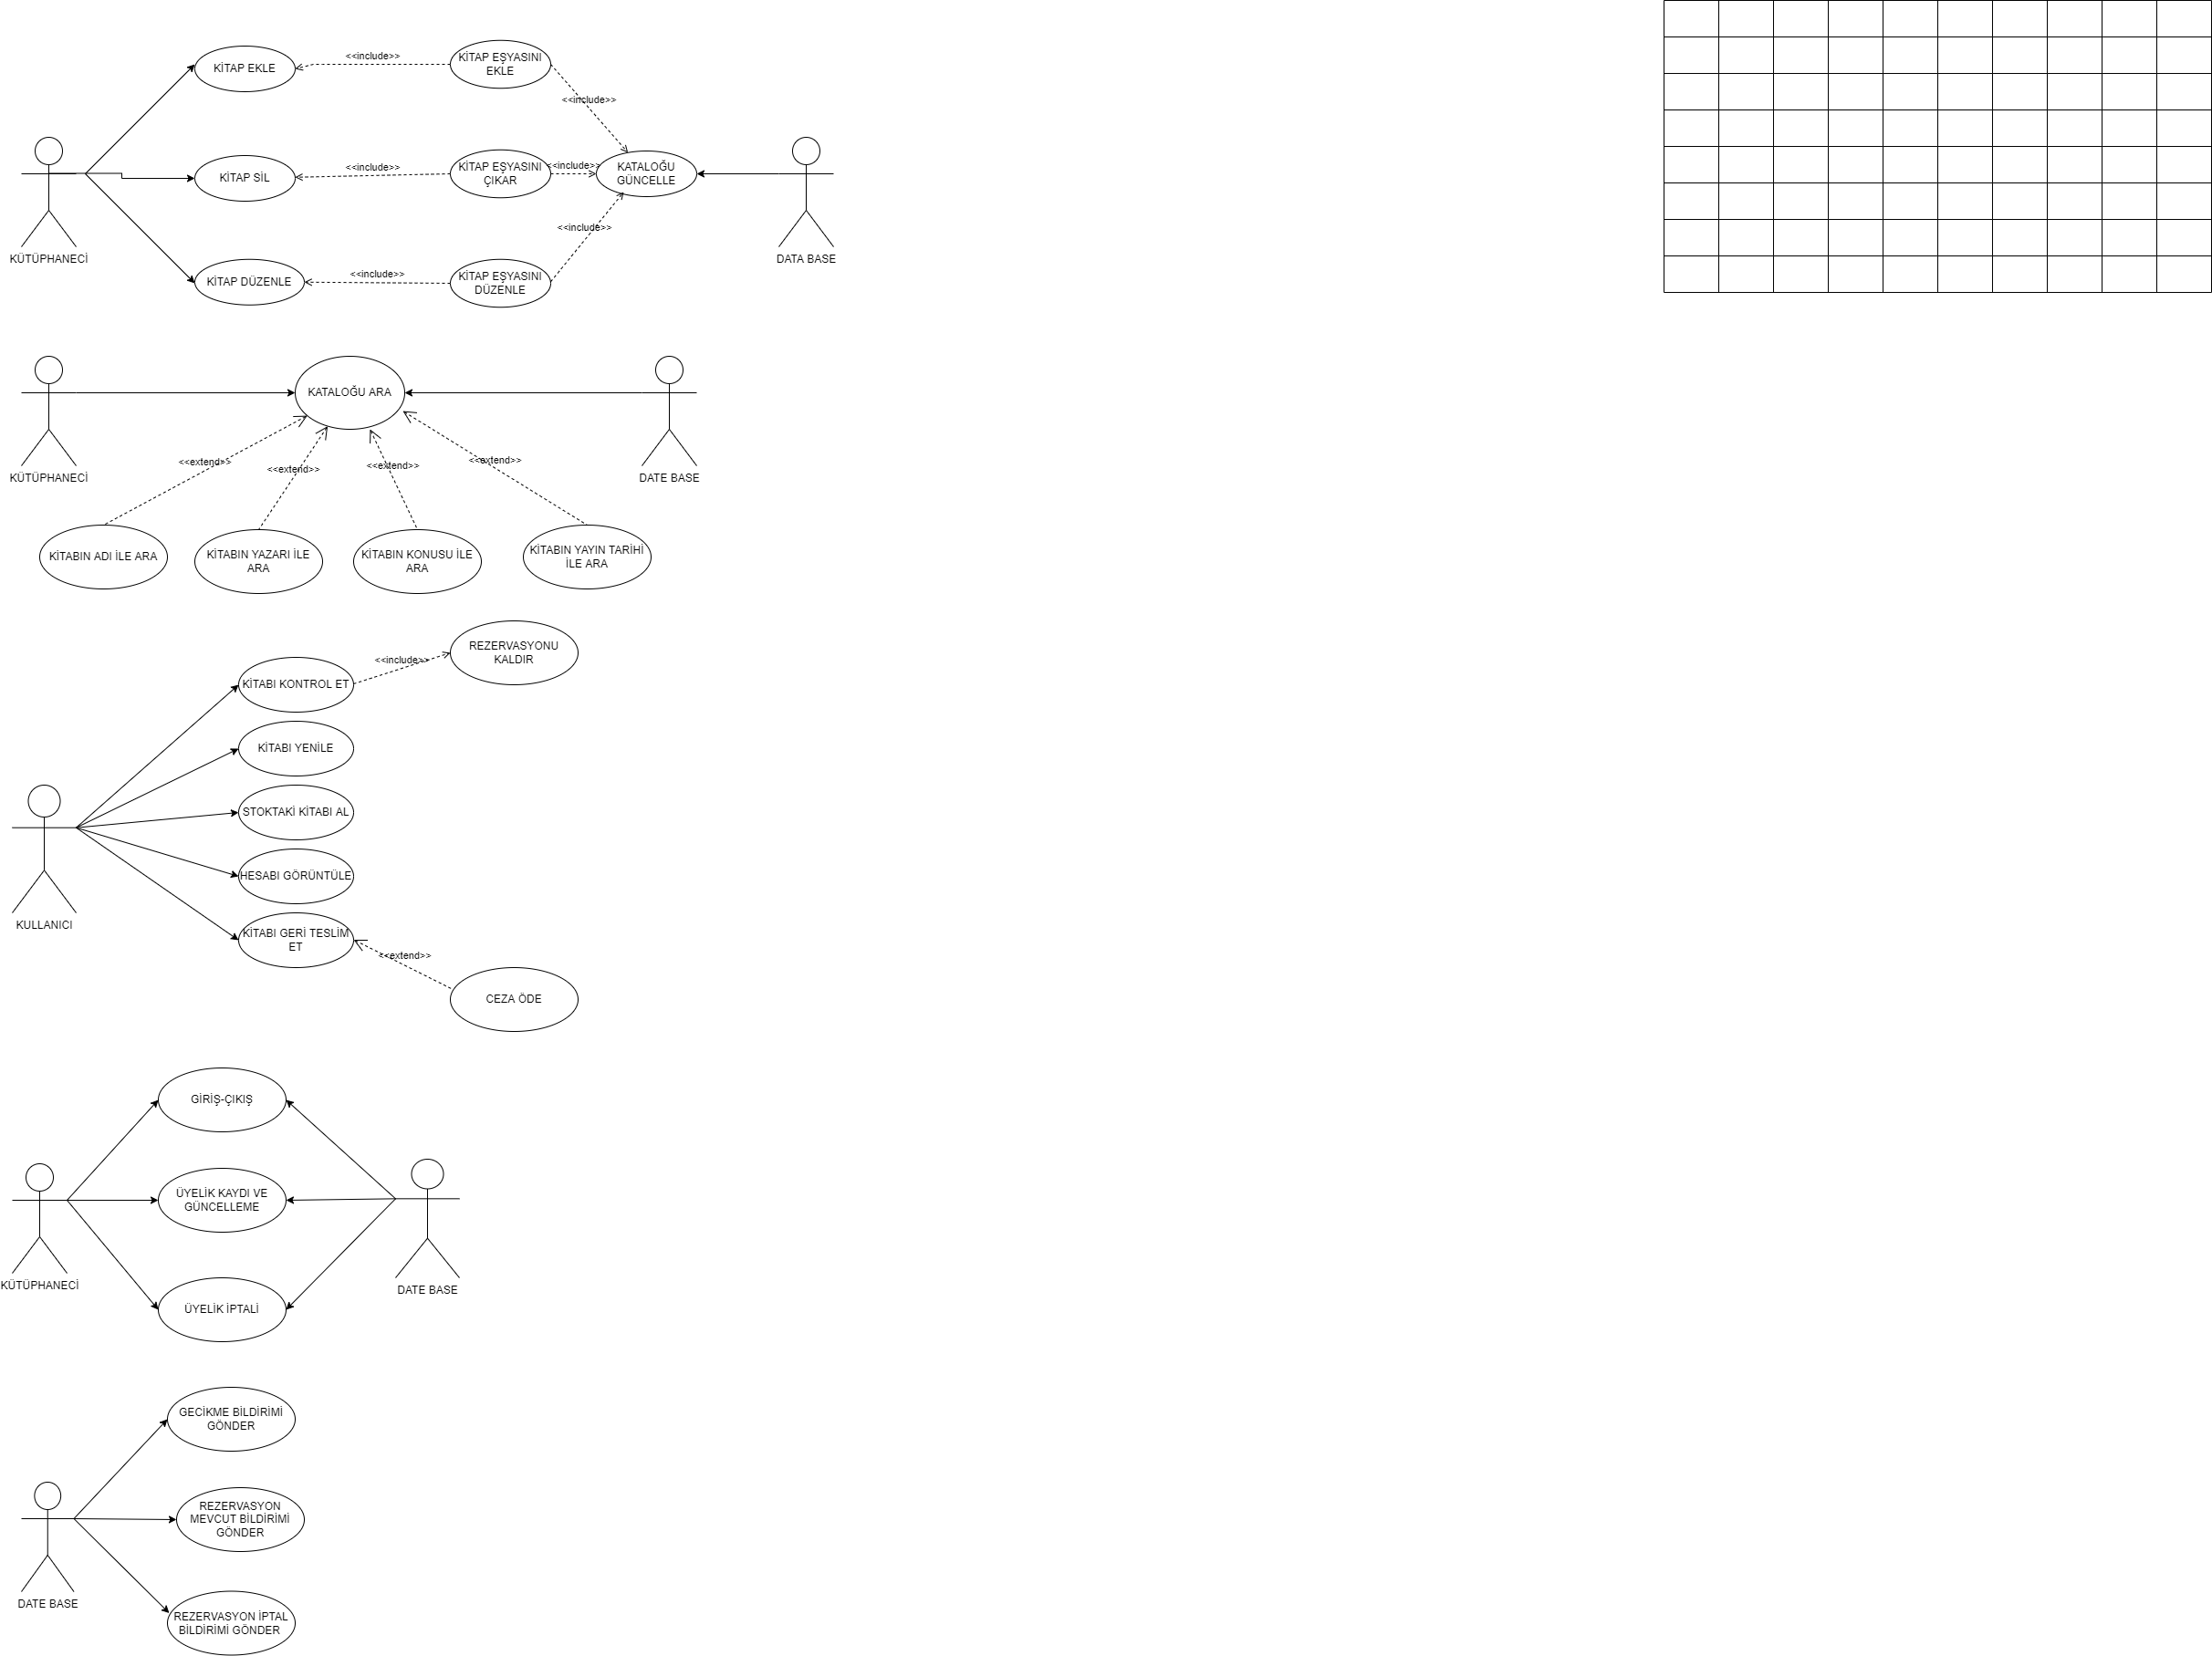 KİTAP EKLE
<<include>>
KİTAP EŞYASINI
EKLE
<<include>>
KİTAP SİL
<<include>>
KİTAP EŞYASINI
ÇIKAR
<<include>>
KATALOĞU
GÜNCELLE
<<include>>
KÜTÜPHANECİ
DATA BASE
KİTAP DÜZENLE
<<include>>
KİTAP EŞYASINI
DÜZENLE
KATALOĞU ARA
KÜTÜPHANECİ
DATE BASE
<<extend>>
<<extend>>
<<extend>>
<<extend>>
KİTABIN ADI İLE ARA
KİTABIN YAZARI İLE
ARA
KİTABIN KONUSU İLE
ARA
KİTABIN YAYIN TARİHİ
İLE ARA
REZERVASYONU
KALDIR
<<include>>
KİTABI KONTROL ET
KİTABI YENİLE
STOKTAKİ KİTABI AL
HESABI GÖRÜNTÜLE
KULLANICI
KİTABI GERİ TESLİM
ET
<<extend>>
CEZA ÖDE
GİRİŞ-ÇIKIŞ
ÜYELİK KAYDI VE
GÜNCELLEME
KÜTÜPHANECİ
DATE BASE
ÜYELİK İPTALİ
GECİKME BİLDİRİMİ
GÖNDER
REZERVASYON
MEVCUT BİLDİRİMİ
GÖNDER
DATE BASE
REZERVASYON İPTAL
BİLDİRİMİ GÖNDER